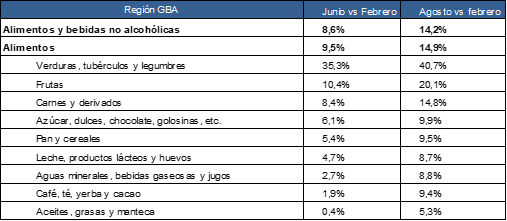 Región GBA Junio vs Febrero Agosto vs febrero
Alimentos y bebidas no alcohólicas 8,6% 14,2%
Alimentos 9,5% 14,9%
Verduras, tubérculos y legumbres 35,3% 40,7%
Frutas 10,4% 20,1%
Carnes y derivados 8,4% 14,8%
Azúcar, dulces, chocolate, golosinas, etc. 6,1% 9,9%
Pan y cereales 5,4% 9,5%
Leche, productos lácteos y huevos 4,7% 8,7%
Aguas minerales, bebidas gaseosas y jugos 2,7% 8,8%
Café, té, yerba y cacao 1,9% 9,4%
Aceites, grasas y manteca 0,4% 5,3%